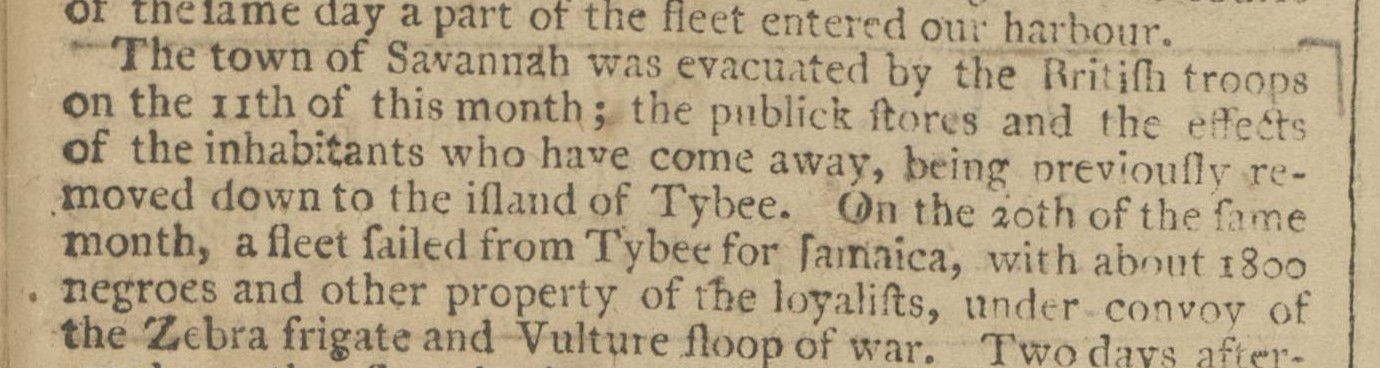 of the ſame day a part of the fleet entered our harbour.
The town of Savannah was evacuated by the Britiſh troops
on the 11th of this month; the publick ſtores and the effects
of the inhabitants who have come away, being previouſly re-
moved down to the iſland of Tybee. On the 20th of the ſame
month, a fleet ſailed from Tybee for Jamaica, with about 1800
negroes and other property of the loyaliſts, under convoy of
the Zebra frigate and Vulture ſloop of war. Two days after-